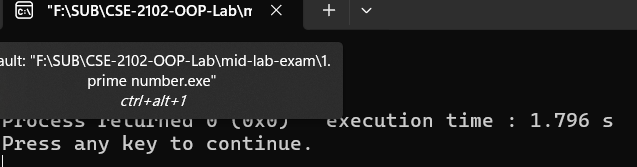 "F:\SUB\CSE-2102-OOP-Lab\m
ault: "F:\SUB\CSE-2102-OOP-Lab\mid-lab-exam\1.
prime number.exe"
ctrl+alt+1
Process returned 0 (0x0)   execution time : 1.796 s
Press any key to continue.